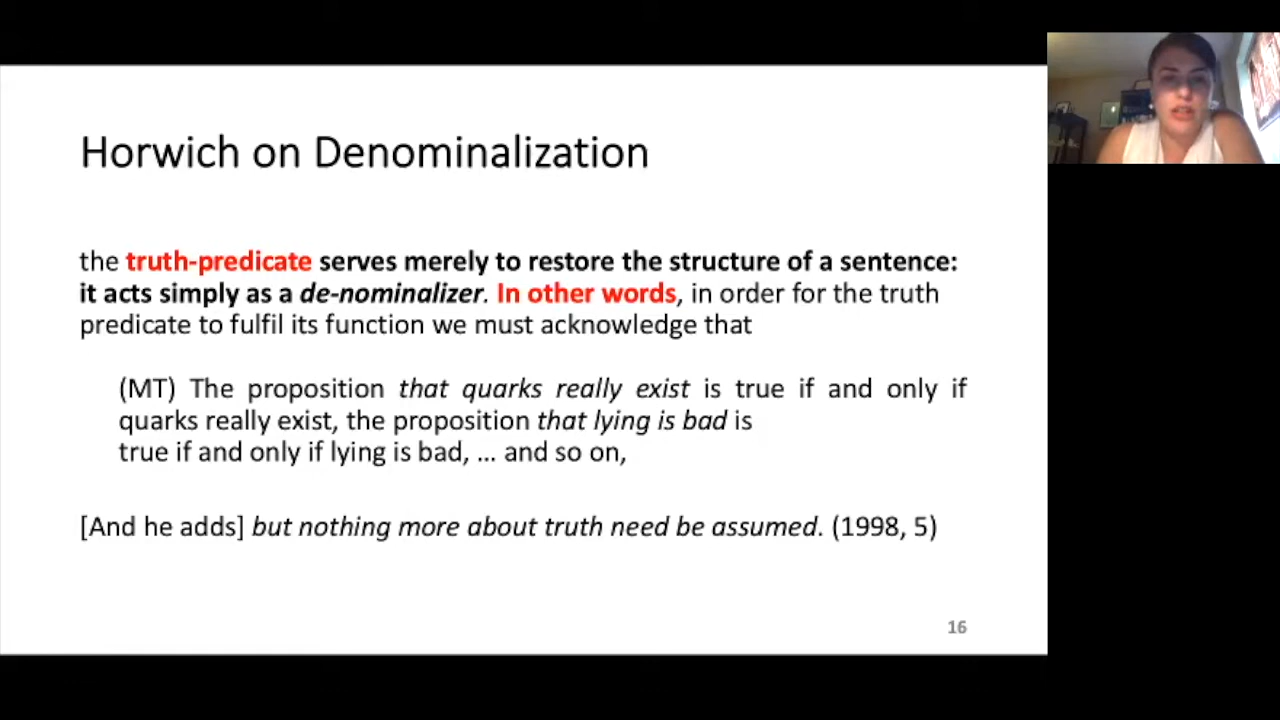 Horwich on Denominalization
the truth-predicate serves merely to restore the structure of a sentence:
it acts simply as a de-nominalizer. In other words, in order for the truth
predicate to fulfil its function we must acknowledge that
(MT) The proposition that quarks really exist is true if and only if
quarks really exist, the proposition that lying is bad is
true if and only if lying is bad, … and so on,
[And he adds] but nothing more about truth need be assumed. (1998, 5)
16